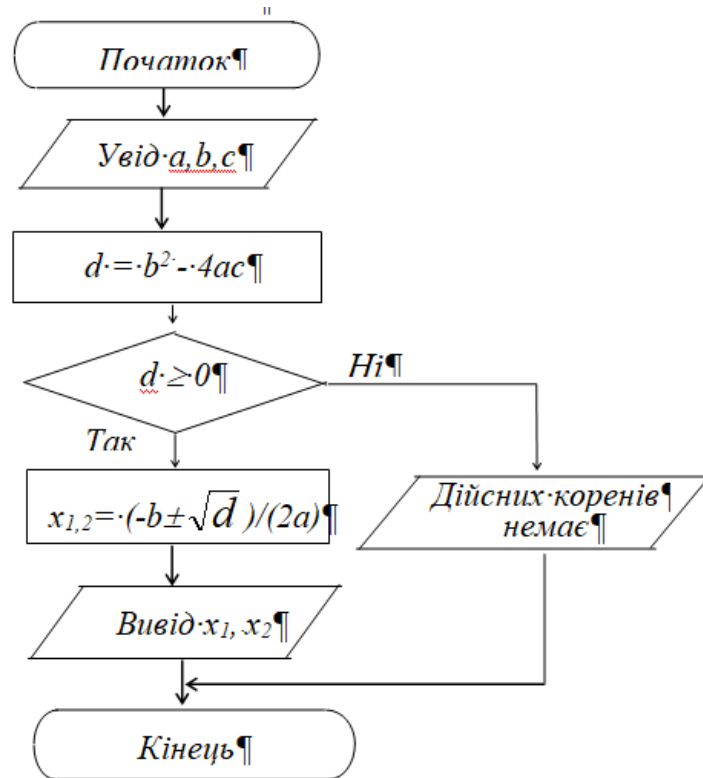 Початок¶
Увід·a,b,c¶
d·=·b²·-·4ac¶
d·≥·0¶
Ні¶
Так
x₁,₂=·(-b±√d )/(2a)¶
Дійсних·коренів¶
немає¶
Вивід·x₁,·x₂¶
Кінець¶